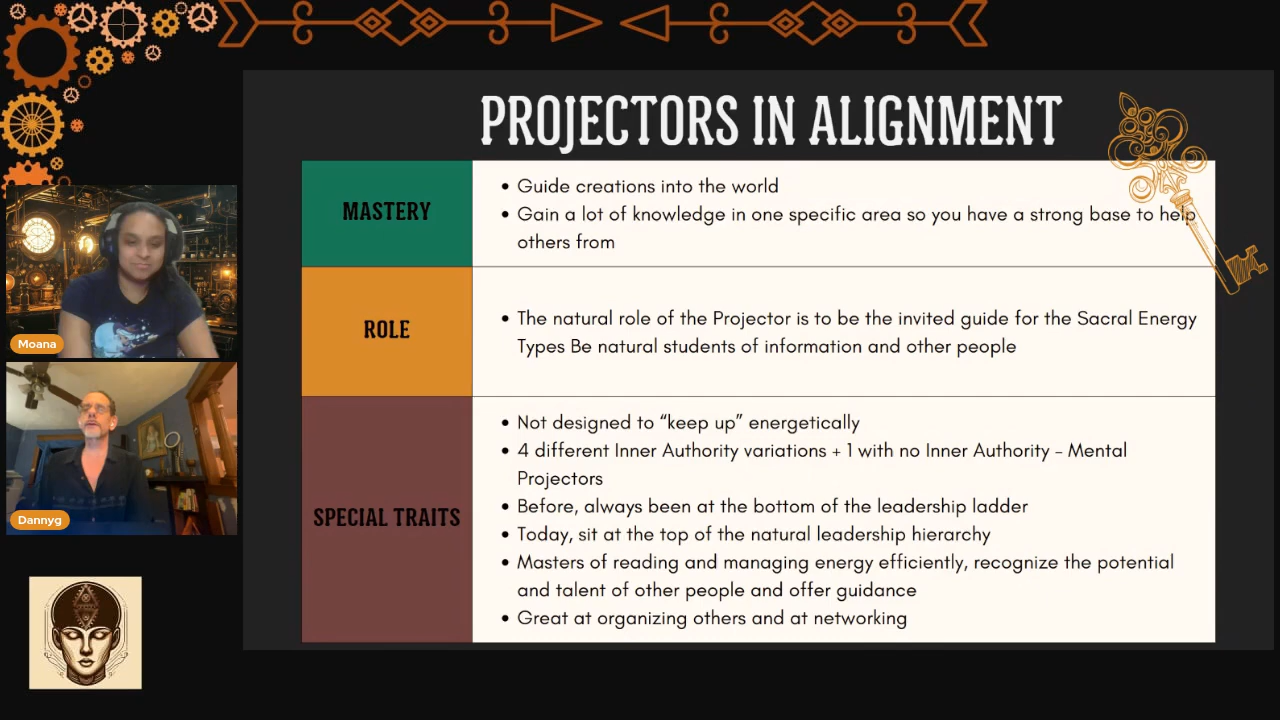 PROJECTORS IN ALIGNMENT
MASTERY
• Guide creations into the world
• Gain a lot of knowledge in one specific area so you have a strong base to help
others from
ROLE
• The natural role of the Projector is to be the invited guide for the Sacral Energy
Types Be natural students of information and other people
SPECIAL TRAITS
• Not designed to “keep up” energetically
• 4 different Inner Authority variations + 1 with no Inner Authority - Mental
Projectors
• Before, always been at the bottom of the leadership ladder
• Today, sit at the top of the natural leadership hierarchy
• Masters of reading and managing energy efficiently, recognize the potential
and talent of other people and offer guidance
• Great at organizing others and at networking
Moana
Dannyg